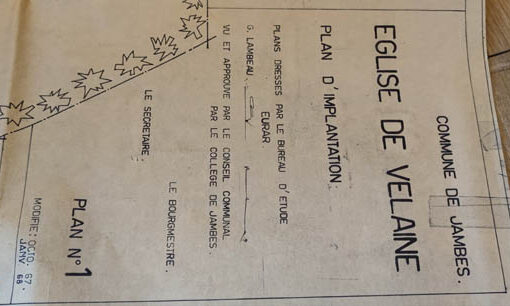 COMMUNE DE JAMBES.
EGLISE DE VELAINE
PLAN D'IMPLANTATION:
PLANS DRESSES PAR LE BUREAU D'ETUDE
EURAR
G. LAMBEAU.
VU ET APPROUVE PAR LE CONSEIL COMMUNAL
PAR LE COLLEGE DE JAMBES.
LE SECRETAIRE:
LE BOURGMESTRE.
PLAN N° 1
MODIFIE: OCTO. 67.
JANV 68